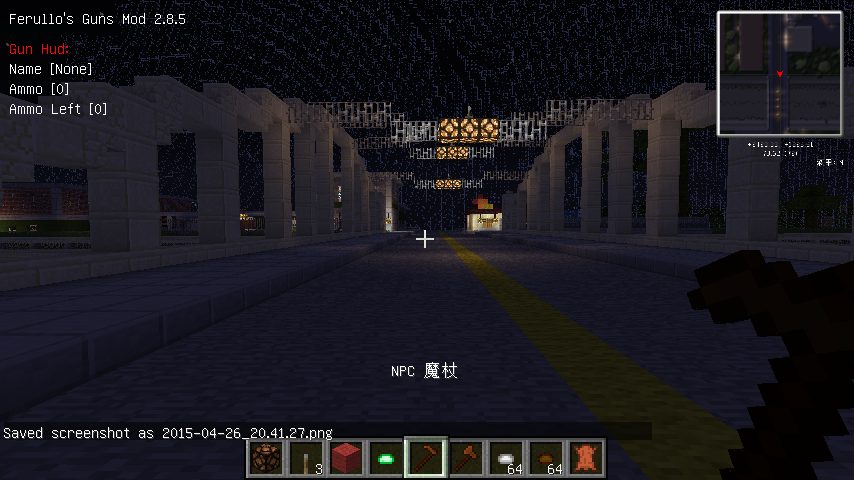 Ferullo's Guns Mod 2.8.5
Gun Hud:
Name [None]
Ammo [0]
Ammo Left [0]
NPC 魔杖
Saved screenshot as 2015-04-26_20.41.27.png
3
64
64